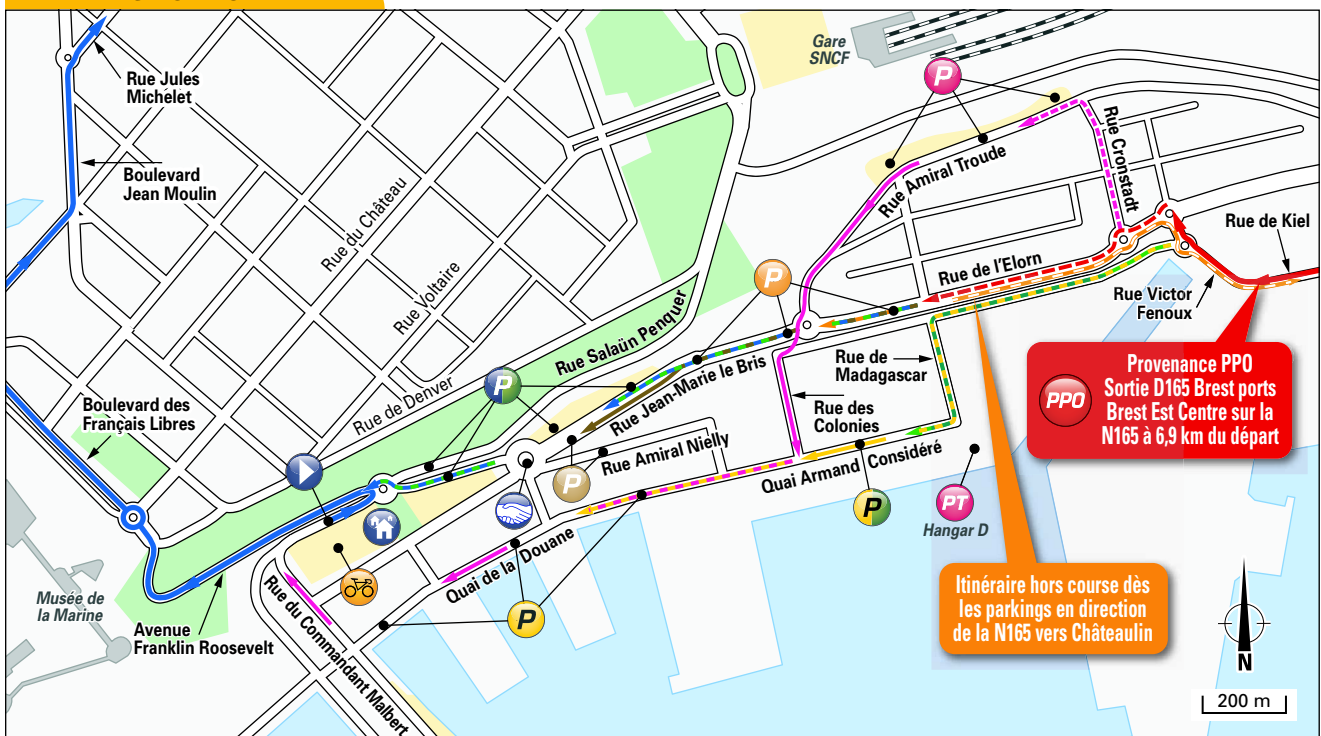 Gare
SNCF
P
Rue Jules
Michelet
Boulevard
Jean Moulin
Rue du Château
Rue Voltaire
Rue de Denver
Rue Salaün Penquer
Rue Amiral Troude
Rue Cronstadt
Rue de Kiel
Rue de l'Elorn
Rue Victor
Fenoux
P
P
Rue Jean-Marie le Bris
Rue de
Madagascar
Rue des
Colonies
Provenance PPO
Sortie D165 Brest ports
Brest Est Centre sur la
N165 à 6,9 km du départ
PPO
Boulevard des
Français Libres
Rue Amiral Nielly
P
Quai Armand Considéré
P
PT
Hangar D
Quai de la Douane
P
Musée de
la Marine
Avenue
Franklin Roosevelt
Rue du Commandant Malbert
Itinéraire hors course dès
les parkings en direction
de la N165 vers Châteaulin
N
200 m